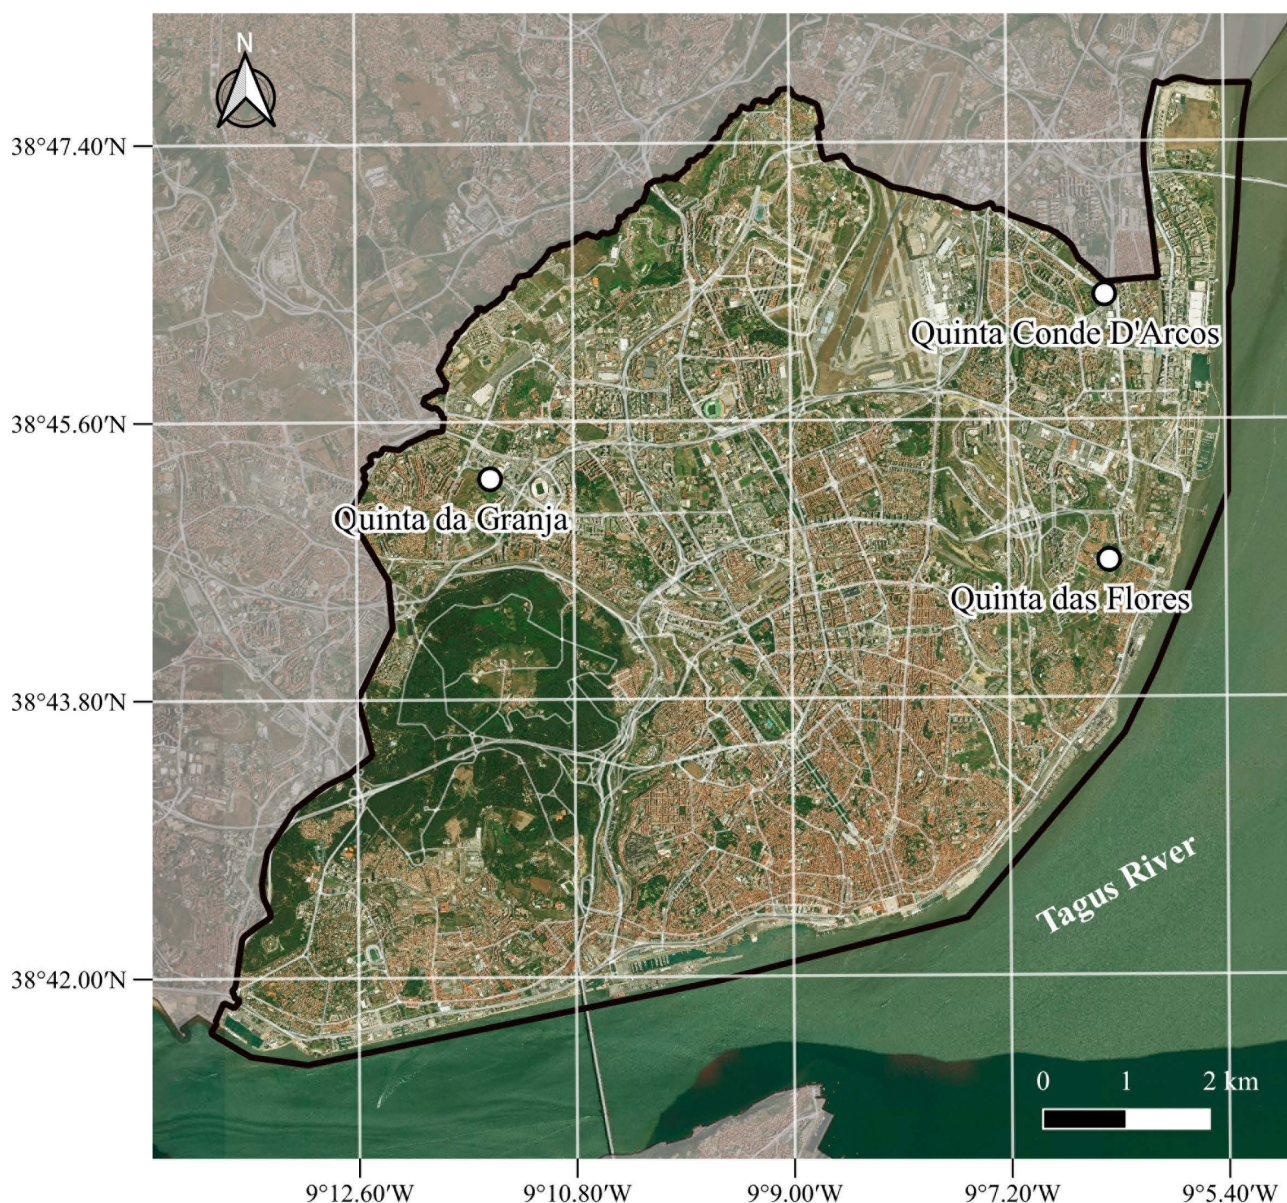 N
38°47.40′N
Quinta Conde D'Arcos
38°45.60′N
Quinta da Granja
Quinta das Flores
38°43.80′N
Tagus River
38°42.00′N
0 1 2 km
9°12.60′W 9°10.80′W 9°9.00′W 9°7.20′W 9°5.40′W